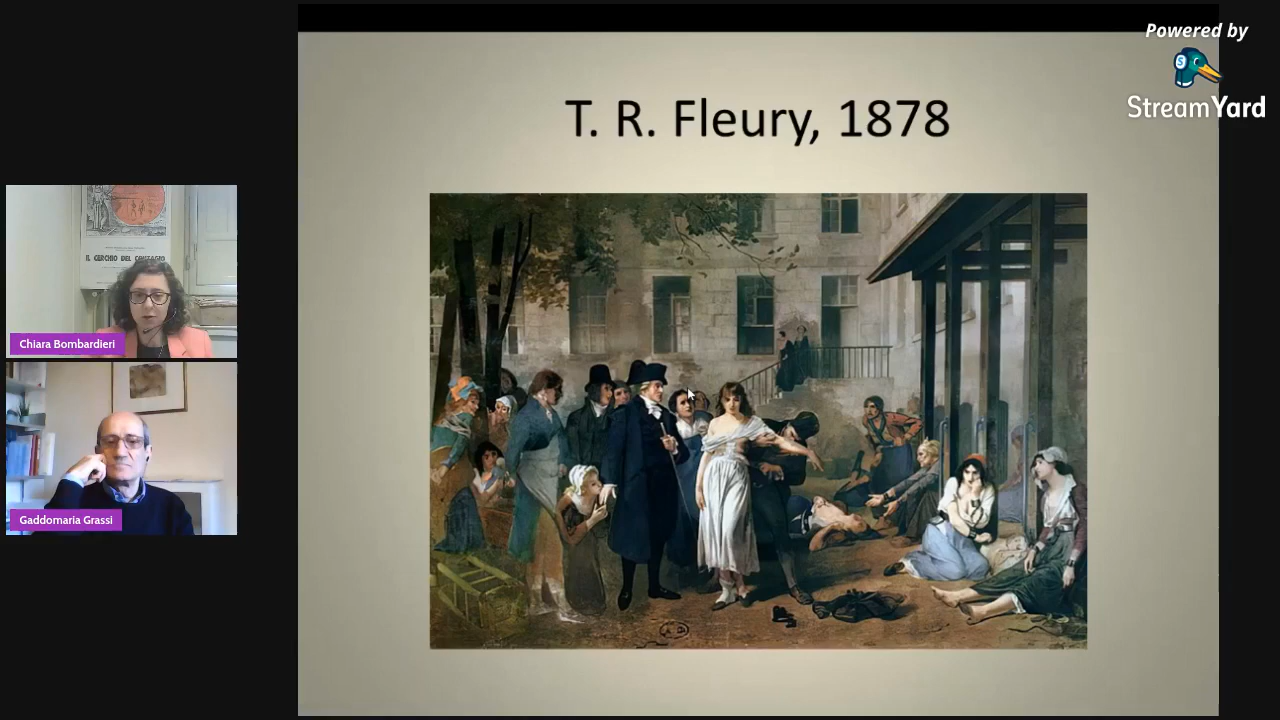 Powered by
StreamYard
T. R. Fleury, 1878
IL CERCHIO DEL CONTAGIO
Chiara Bombardieri
Gaddomaria Grassi